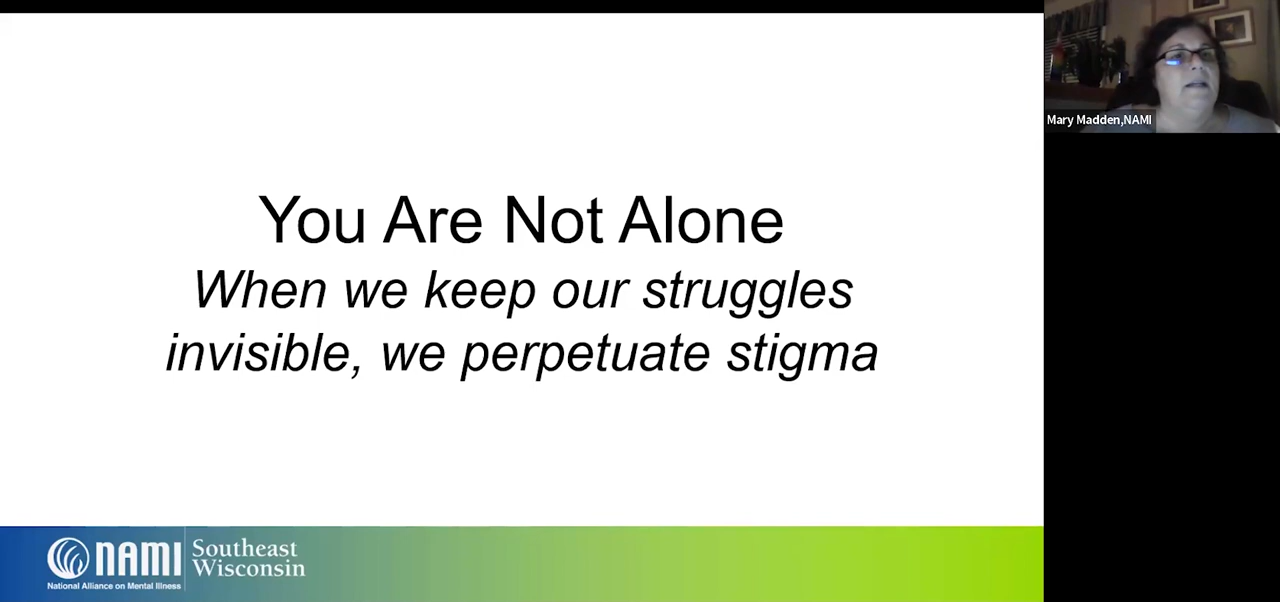 You Are Not Alone
When we keep our struggles
invisible, we perpetuate stigma
Mary Madden,NAMI
NAMI
National Alliance on Mental Illness
Southeast
Wisconsin